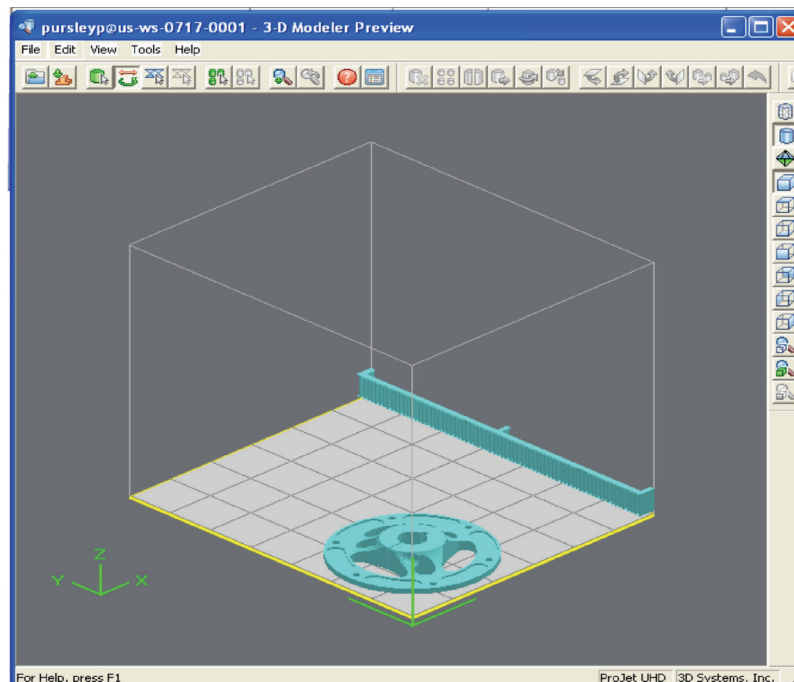 pursleyp@us-ws-0717-0001 - 3-D Modeler Preview
File Edit View Tools Help
Z
Y X
For Help, press F1 ProJet UHD 3D Systems, Inc.